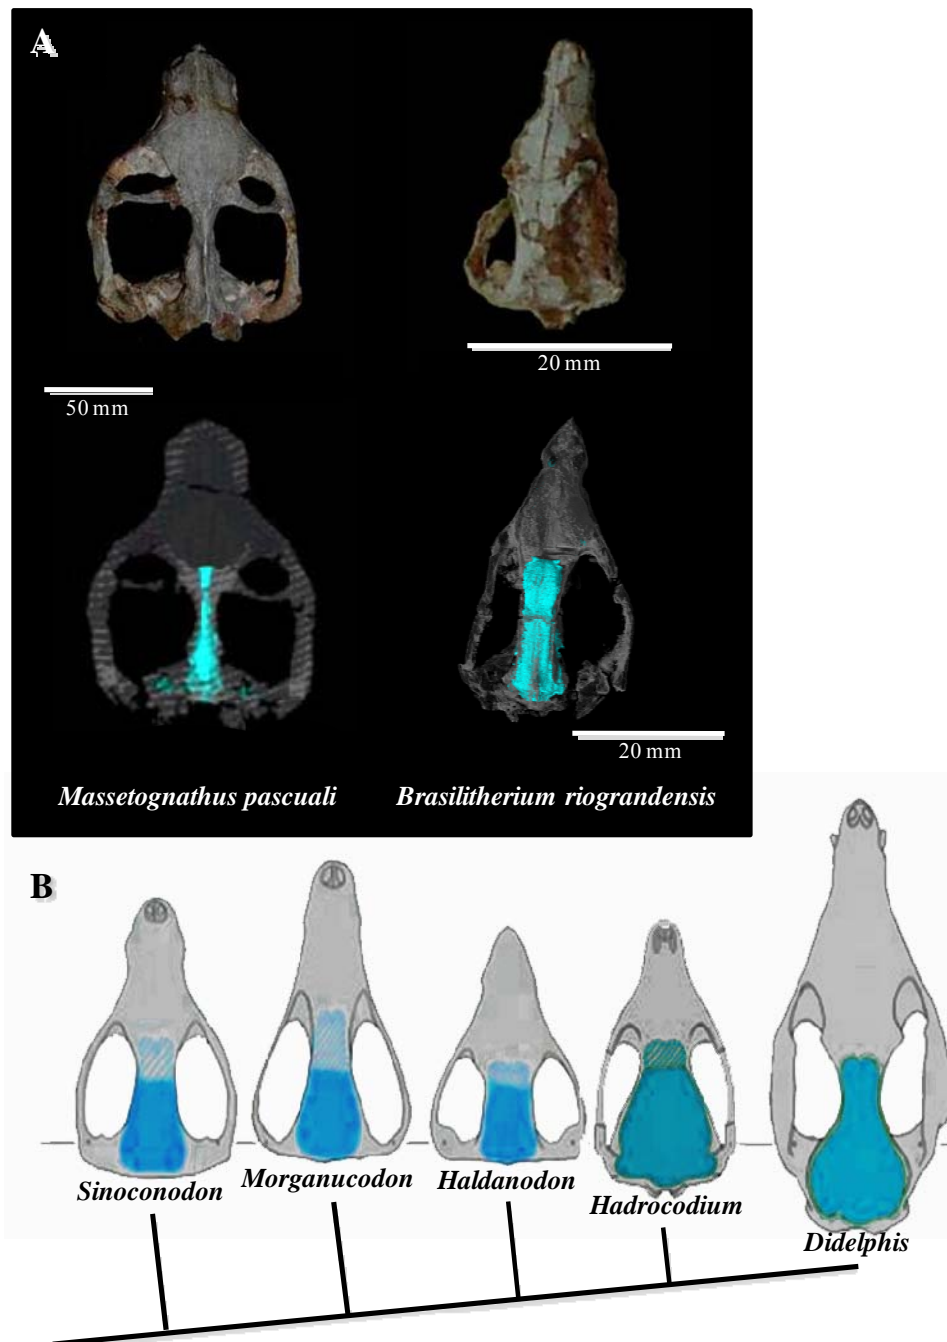 A
20 mm
50 mm
20 mm
Massetognathus pascuali
Brasilitherium riograndensis
B
Sinoconodon
Morganucodon
Haldanodon
Hadrocodium
Didelphis